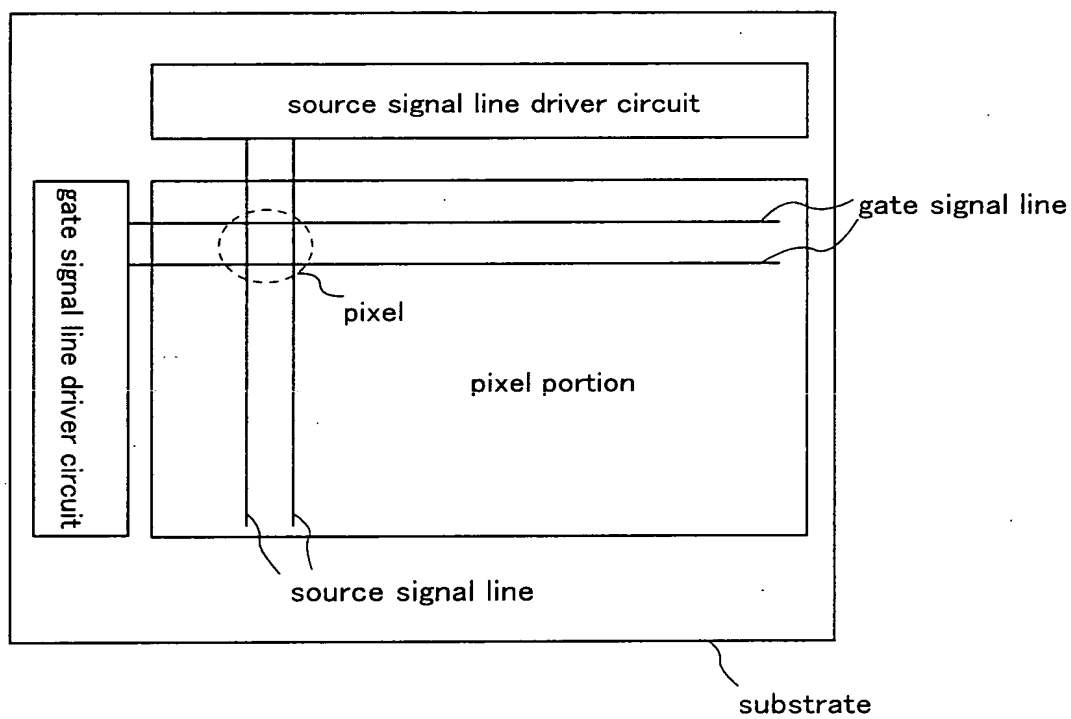 source signal line driver circuit
gate signal line driver circuit
gate signal line
pixel
pixel portion
source signal line
substrate